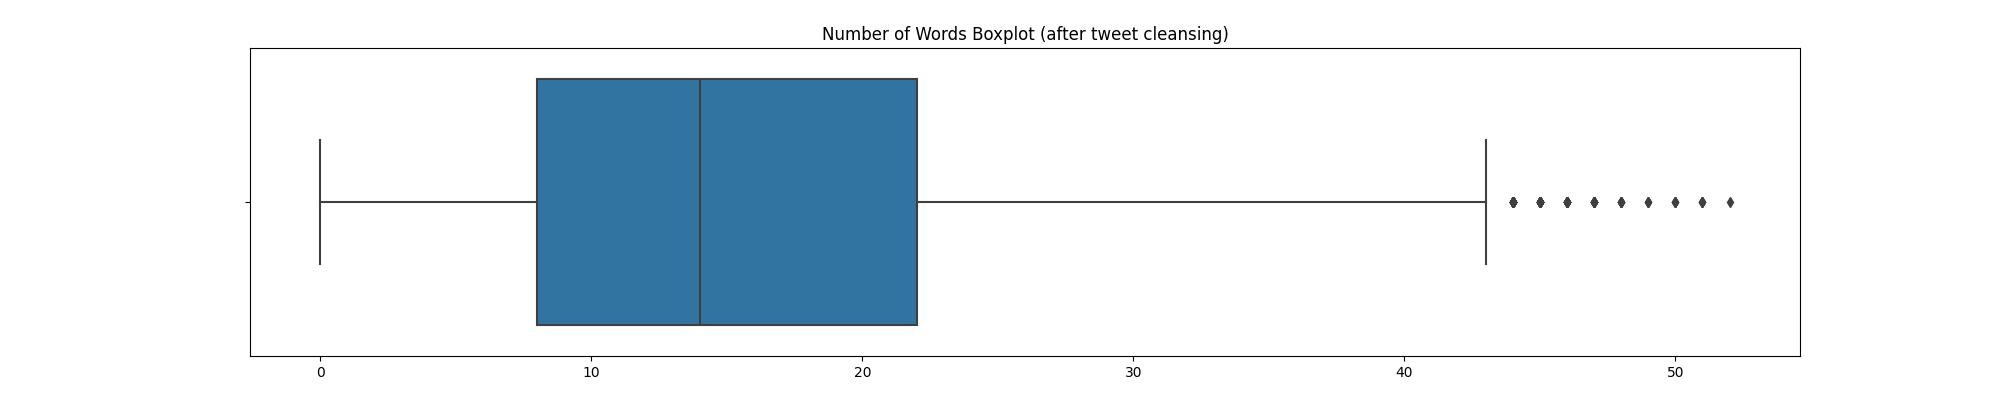 Number of Words Boxplot (after tweet cleansing)
0 10 20 30 40 50